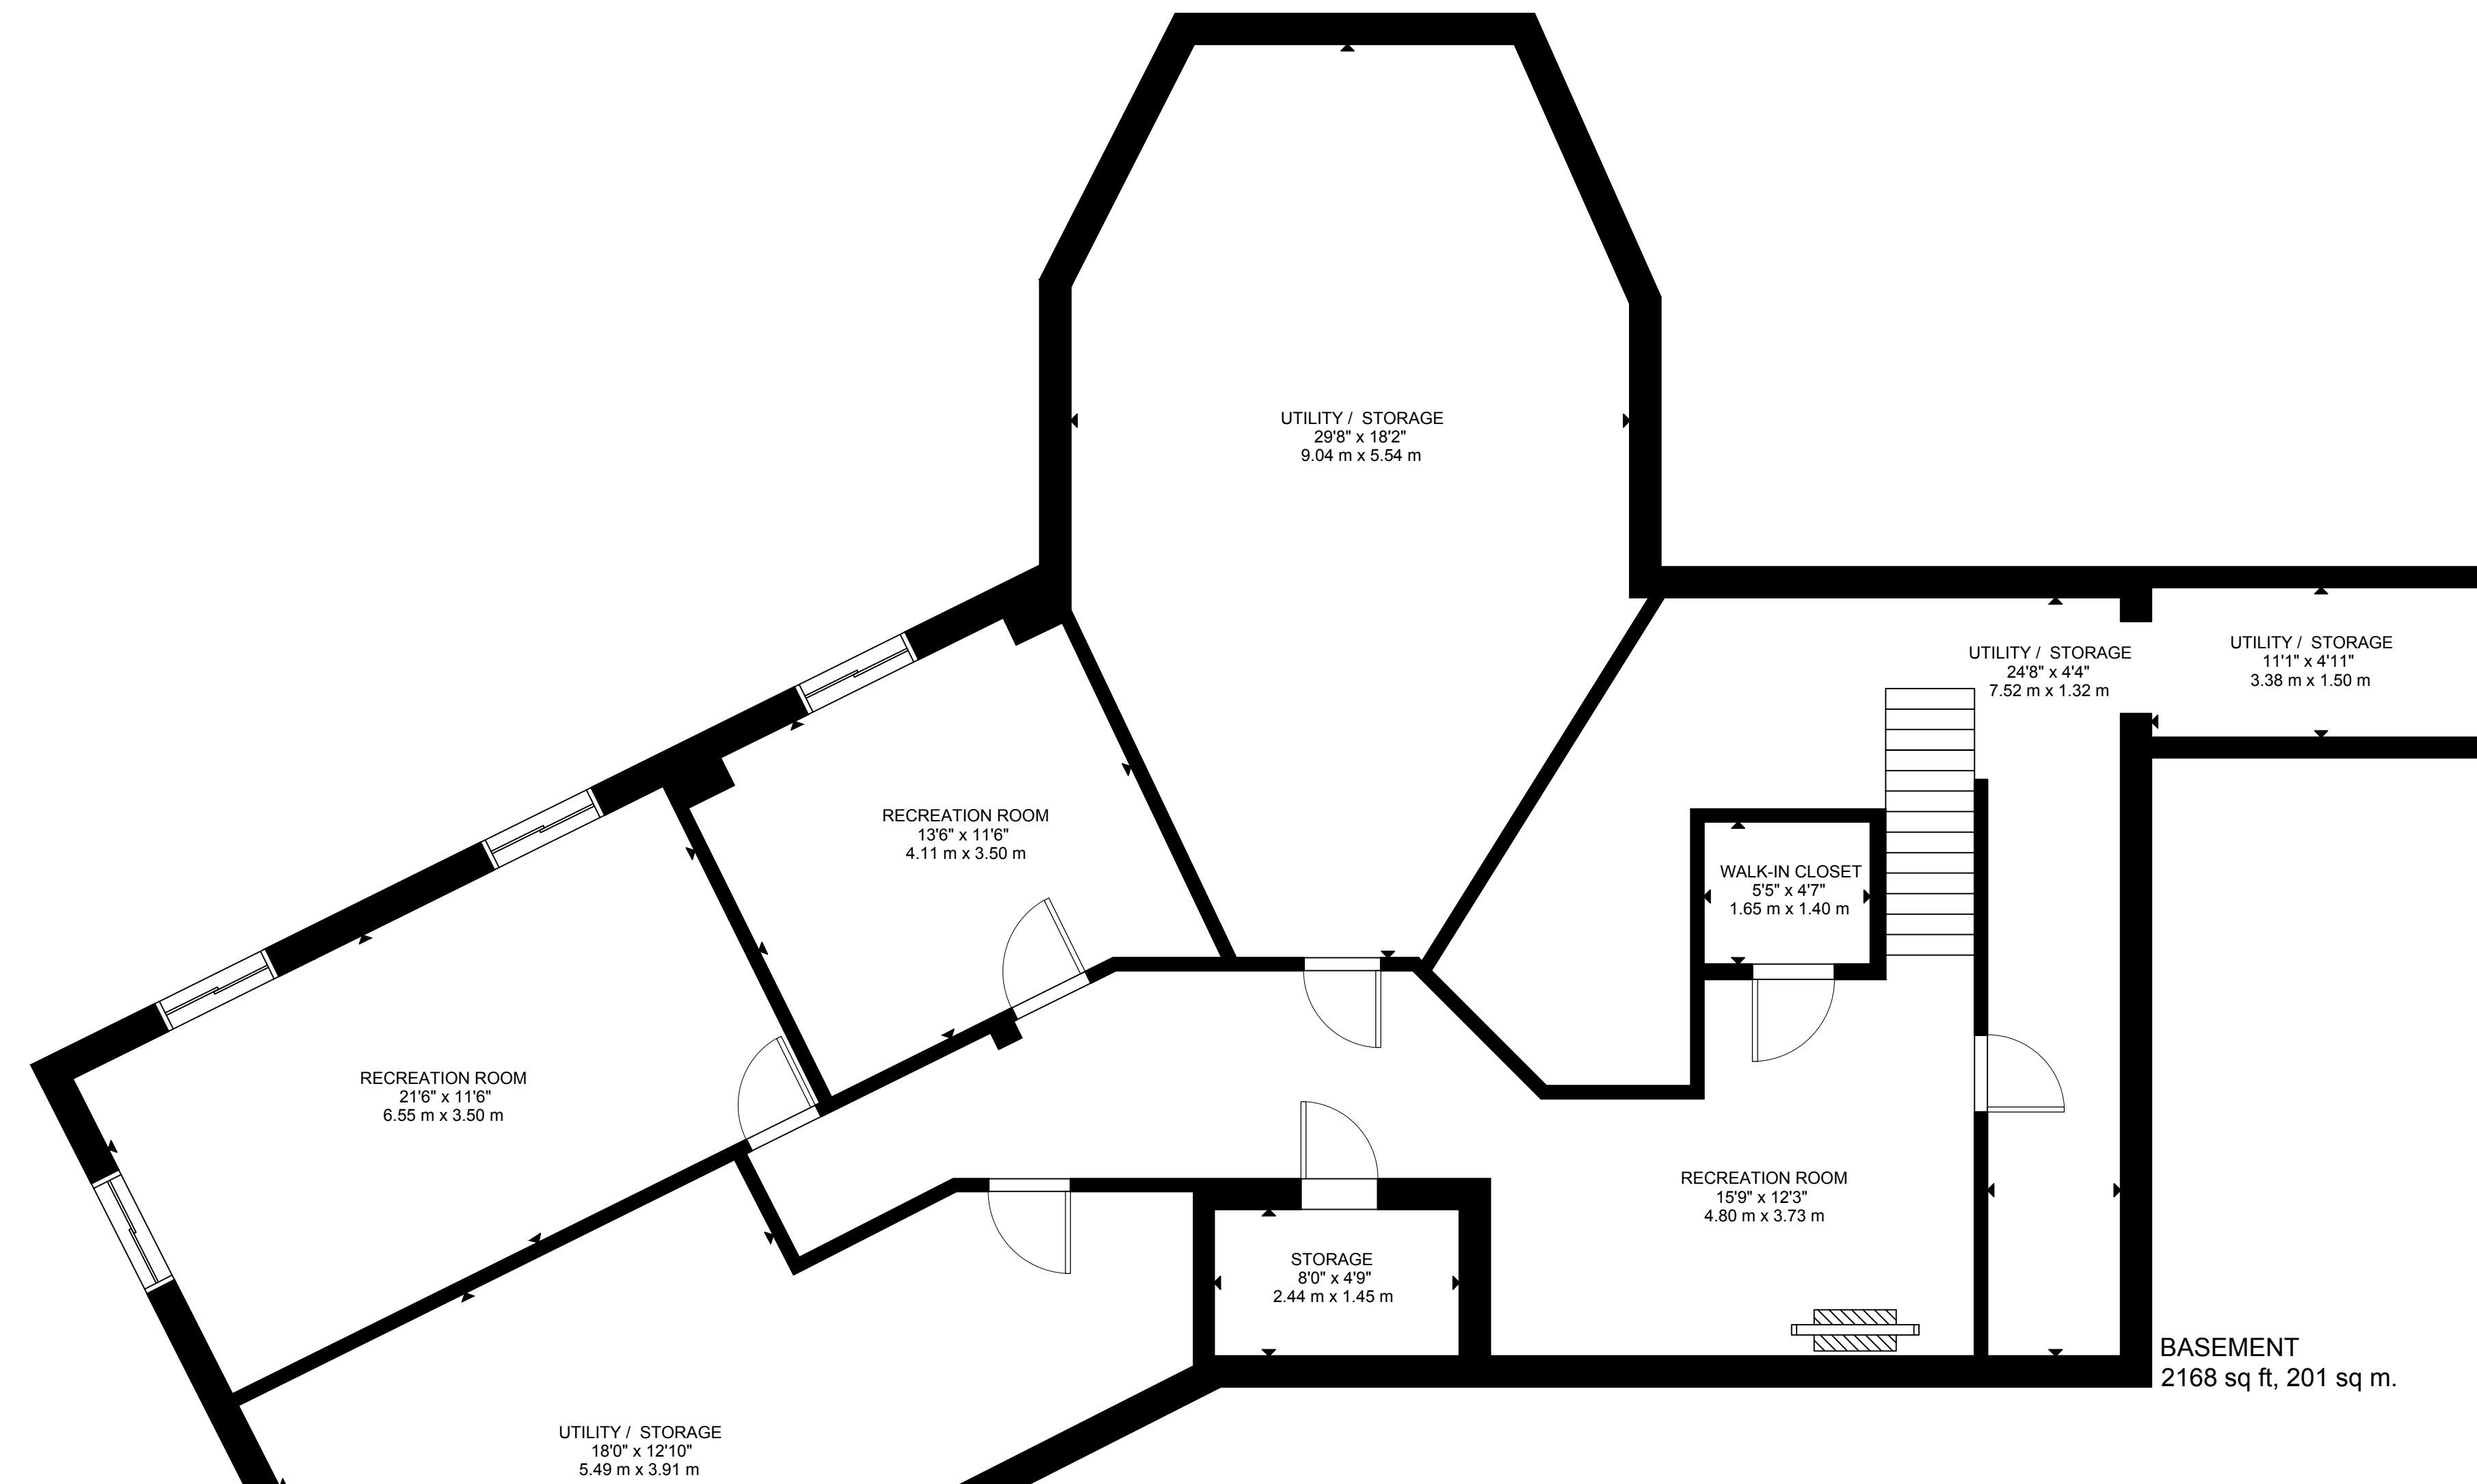 UTILITY / STORAGE
29'8" x 18'2"
9.04 m x 5.54 m
UTILITY / STORAGE
24'8" x 4'4"
7.52 m x 1.32 m
UTILITY / STORAGE
11'1" x 4'11"
3.38 m x 1.50 m
RECREATION ROOM
13'6" x 11'6"
4.11 m x 3.50 m
WALK-IN CLOSET
5'5" x 4'7"
1.65 m x 1.40 m
RECREATION ROOM
21'6" x 11'6"
6.55 m x 3.50 m
RECREATION ROOM
15'9" x 12'3"
4.80 m x 3.73 m
STORAGE
8'0" x 4'9"
2.44 m x 1.45 m
BASEMENT
2168 sq ft, 201 sq m.
UTILITY / STORAGE
18'0" x 12'10"
5.49 m x 3.91 m